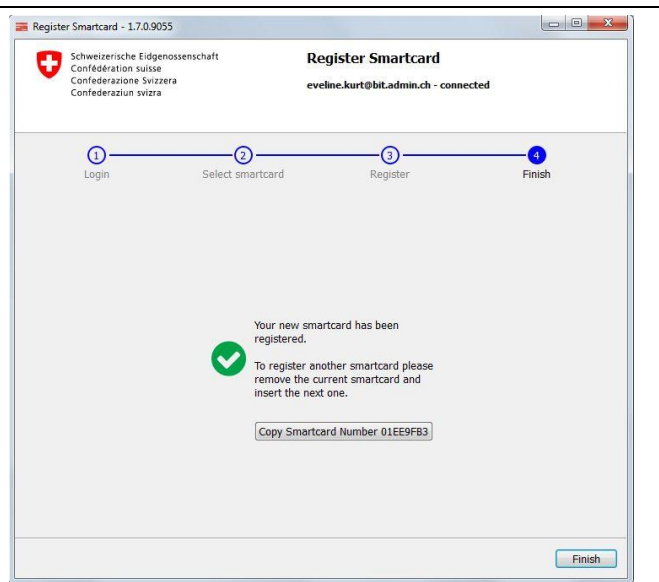 Register Smartcard - 1.7.0.9055
Schweizerische Eidgenossenschaft
Confédération suisse
Confederazione Svizzera
Confederaziun svizra
Register Smartcard
eveline.kurt@bit.admin.ch - connected
1
2
3
4
Login
Select smartcard
Register
Finish
Your new smartcard has been
registered.
To register another smartcard please
remove the current smartcard and
insert the next one.
Copy Smartcard Number 01EE9FB3
Finish